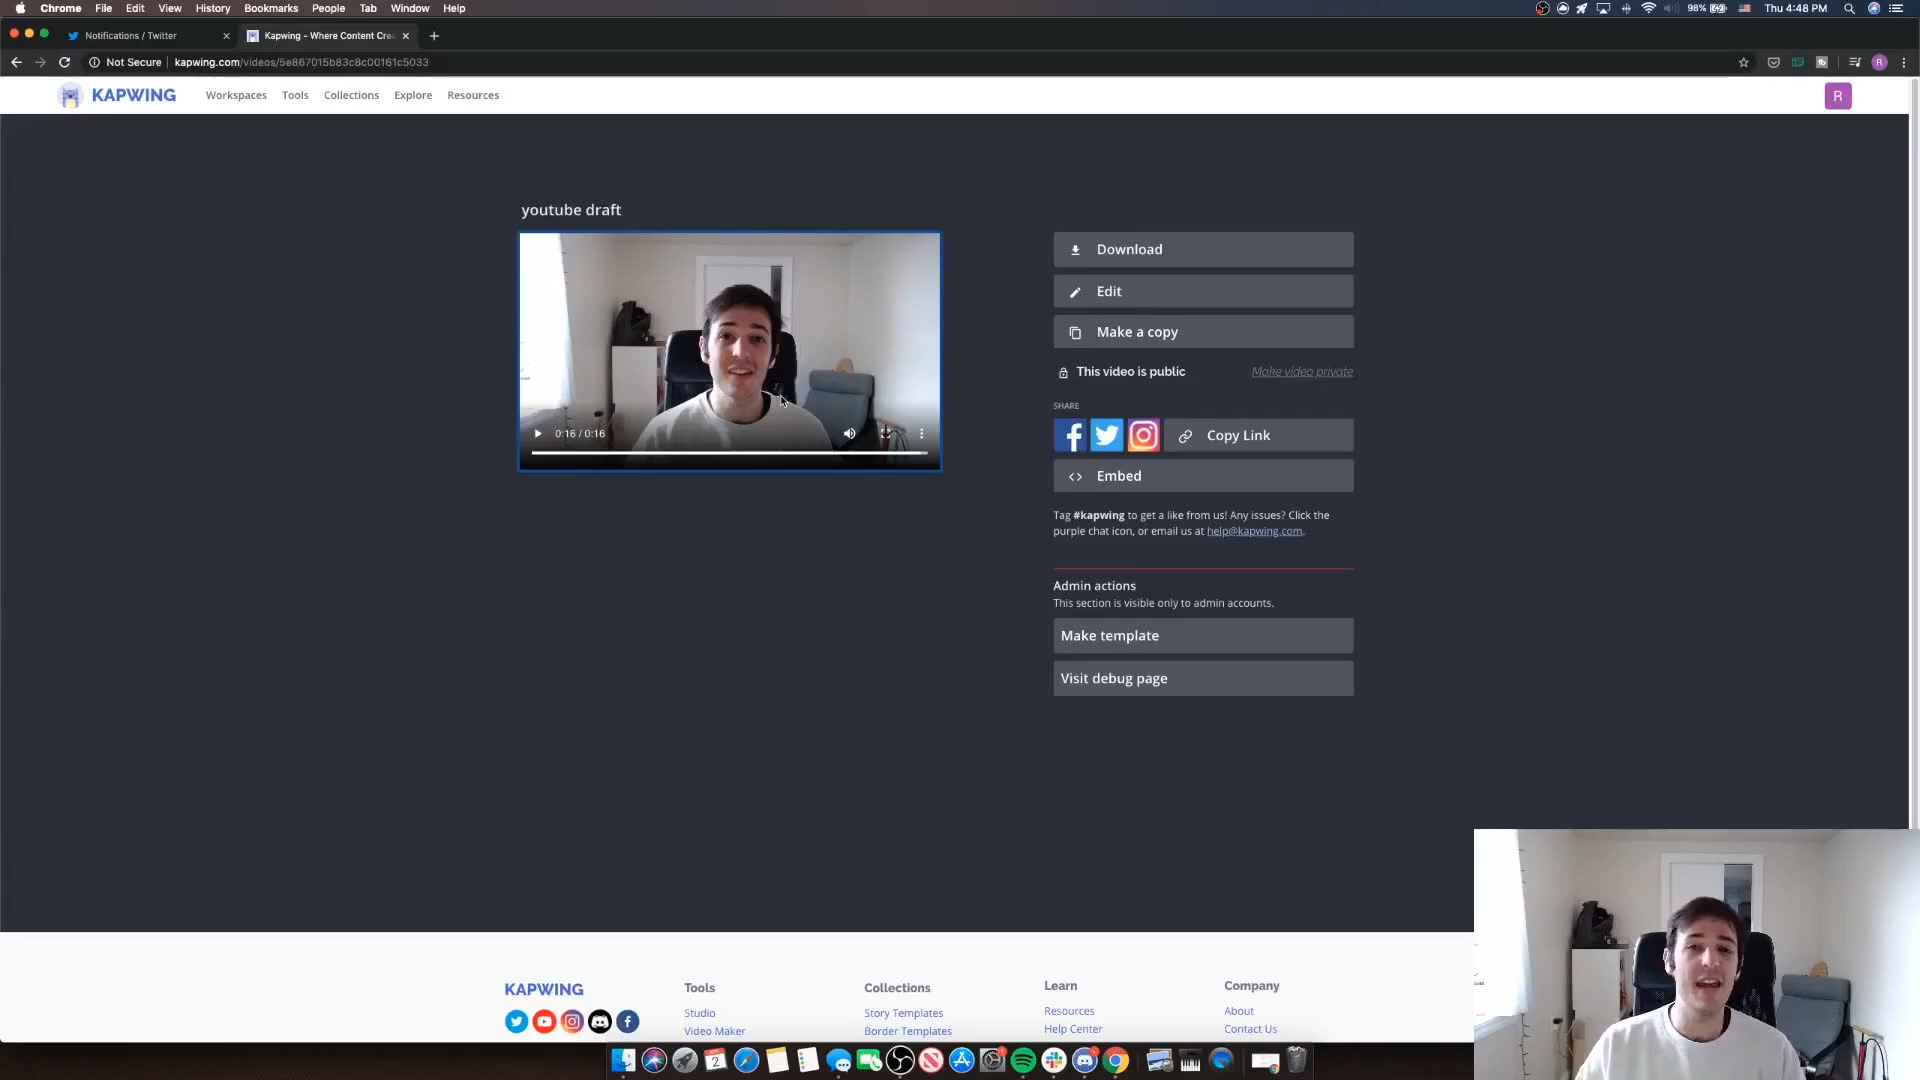 Chrome File Edit View History Bookmarks People Tab Window Help
98% Thu 4:48 PM
Notifications / Twitter
Kapwing - Where Content Cre
Not Secure kapwing.com/videos/5e867015b83c8c00161c5033
R
KAPWING Workspaces Tools Collections Explore Resources
R
youtube draft
0:16 / 0:16
Download
Edit
Make a copy
This video is public Make video private
SHARE
Copy Link
Embed
Tag #kapwing to get a like from us! Any issues? Click the
purple chat icon, or email us at help@kapwing.com.
Admin actions
This section is visible only to admin accounts.
Make template
Visit debug page
KAPWING
Tools
Studio
Video Maker
Collections
Story Templates
Border Templates
Learn
Resources
Help Center
Company
About
Contact Us
2